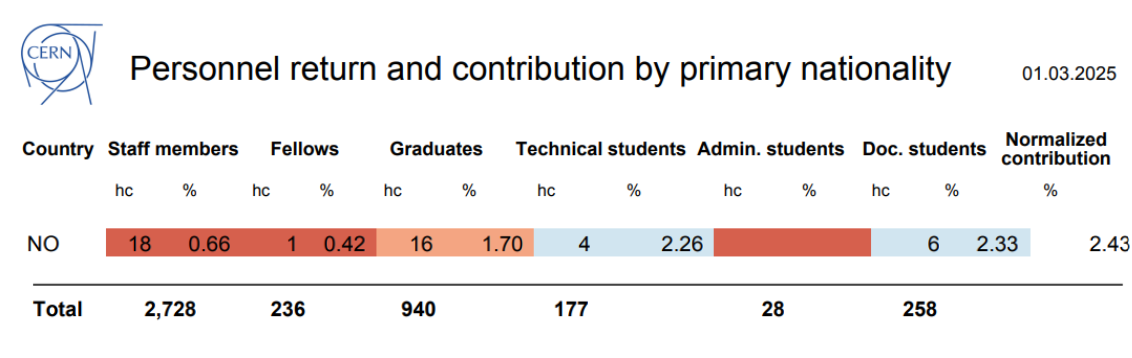 CERN
Personnel return and contribution by primary nationality 01.03.2025
Country Staff members Fellows Graduates Technical students Admin. students Doc. students Normalized contribution
hc % hc % hc % hc % hc % hc % %
NO 18 0.66 1 0.42 16 1.70 4 2.26 6 2.33 2.43
Total 2,728 236 940 177 28 258